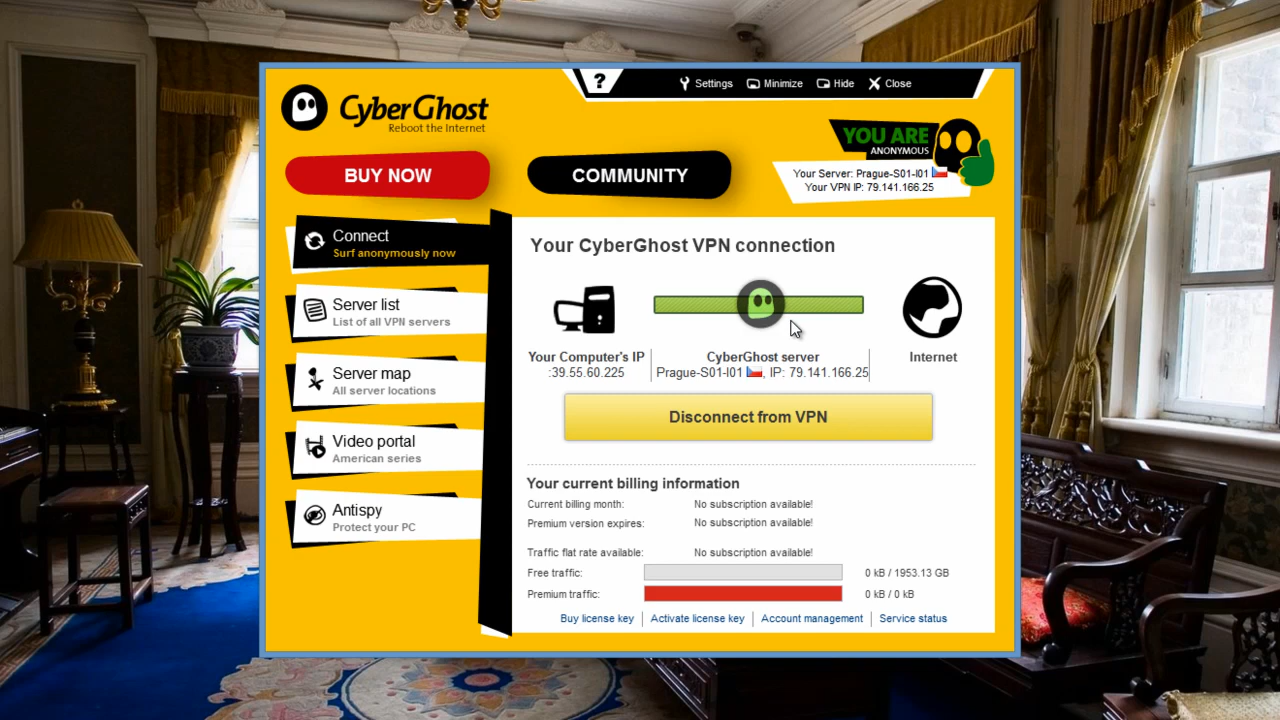 ?
Settings
Minimize
Hide
Close
CyberGhost
Reboot the Internet
YOU ARE
ANONYMOUS
Your Server: Prague-S01-I01
Your VPN IP: 79.141.166.25
BUY NOW
COMMUNITY
Connect
Surf anonymously now
Server list
List of all VPN servers
Server map
All server locations
Video portal
American series
Antispy
Protect your PC
Your CyberGhost VPN connection
Your Computer's IP
:39.55.60.225
CyberGhost server
Prague-S01-I01 , IP: 79.141.166.25
Internet
Disconnect from VPN
Your current billing information
Current billing month: No subscription available!
Premium version expires: No subscription available!
Traffic flat rate available: No subscription available!
Free traffic: 0 kB / 1953.13 GB
Premium traffic: 0 kB / 0 kB
Buy license key
Activate license key
Account management
Service status